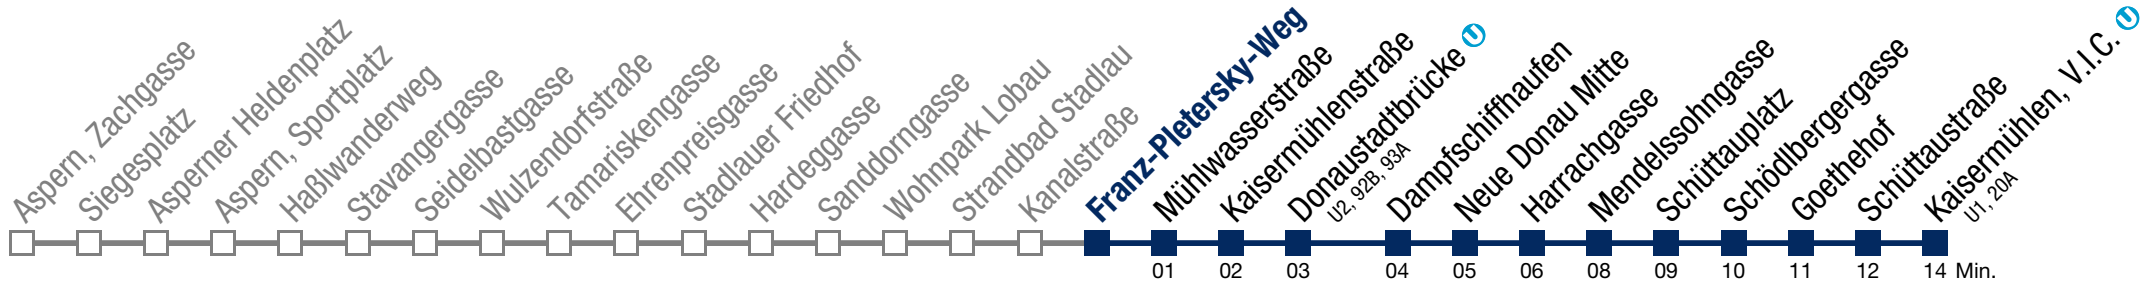 Aspern, Zachgasse
Siegesplatz
Asperner Heldenplatz
Aspern, Sportplatz
Haßlwanderweg
Stavangergasse
Seidelbastgasse
Wulzendorfstraße
Tamariskengasse
Ehrenpreisgasse
Stadlauer Friedhof
Hardeggasse
Sanddorngasse
Wohnpark Lobau
Strandbad Stadlau
Kanalstraße
Franz-Pletersky-Weg
Mühlwasserstraße
Kaisermühlenstraße
Donaustadtbrücke U
U2, 92B, 93A
Dampfschiffhaufen
Neue Donau Mitte
Harrachgasse
Mendelssohngasse
Schüttauplatz
Schödlbergergasse
Goethehof
Schüttaustraße
Kaisermühlen, V.I.C. U
U1, 20A
01 02 03 04 05 06 08 09 10 11 12 14 Min.